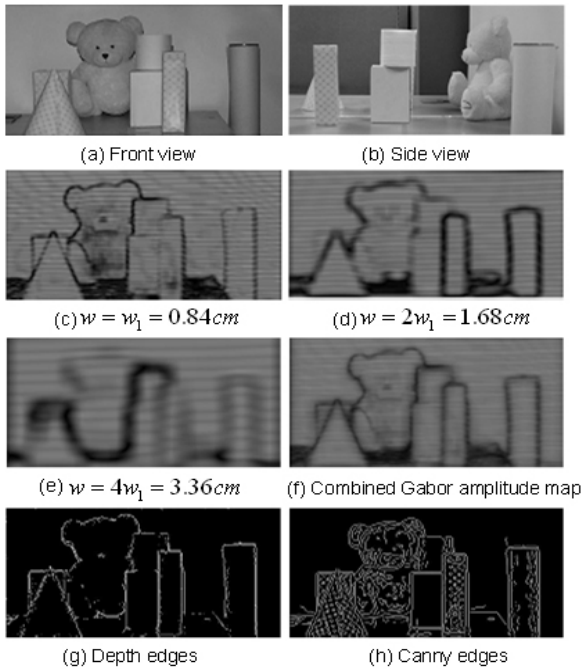 (a) Front view
(b) Side view
(c) w = w₁ = 0.84cm
(d) w = 2w₁ = 1.68cm
(e) w = 4w₁ = 3.36cm
(f) Combined Gabor amplitude map
(g) Depth edges
(h) Canny edges